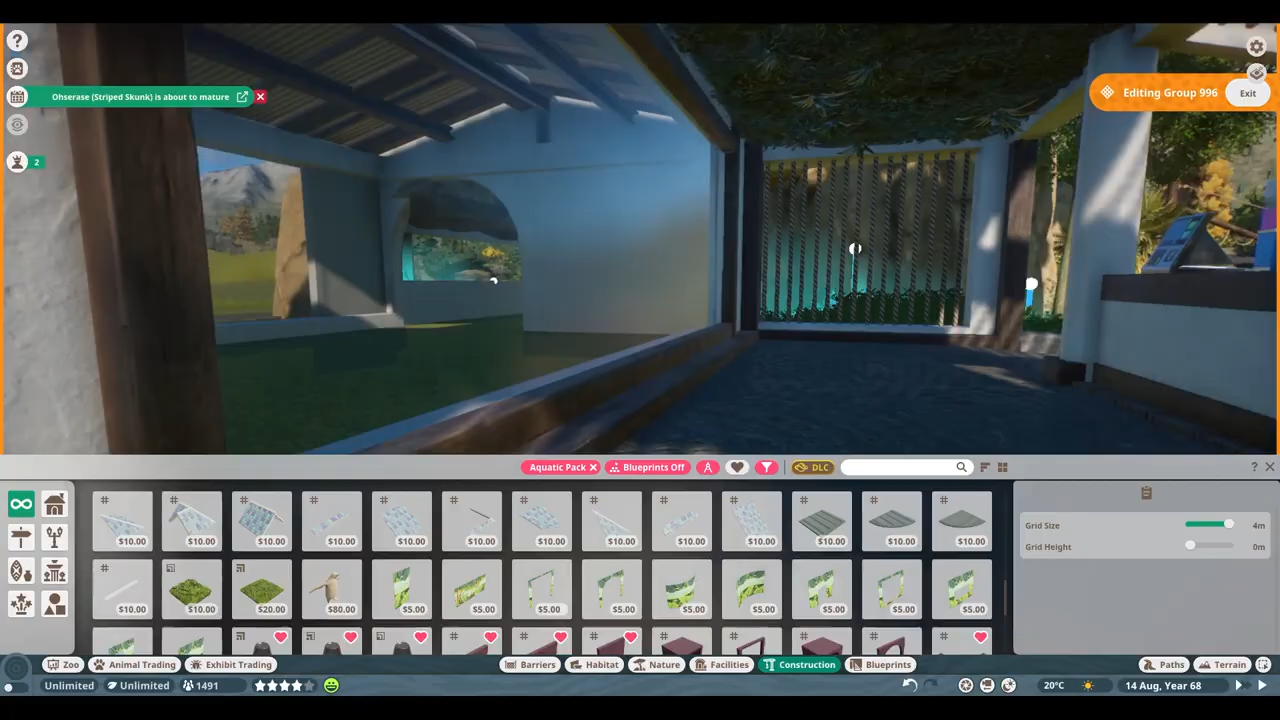 ?
Ohserase (Striped Skunk) is about to mature
2
Editing Group 996
Exit
Aquatic Pack
Blueprints Off
DLC
?
$10.00 $10.00 $10.00 $10.00 $10.00 $10.00 $10.00 $10.00 $10.00 $10.00 $10.00 $10.00 $10.00
$10.00 $10.00 $20.00 $80.00 $5.00 $5.00 $5.00 $5.00 $5.00 $5.00 $5.00 $5.00 $5.00
Grid Size 4m
Grid Height 0m
Zoo Animal Trading Exhibit Trading Barriers Habitat Nature Facilities Construction Blueprints Paths Terrain
Unlimited Unlimited 1491 20°C 14 Aug, Year 68